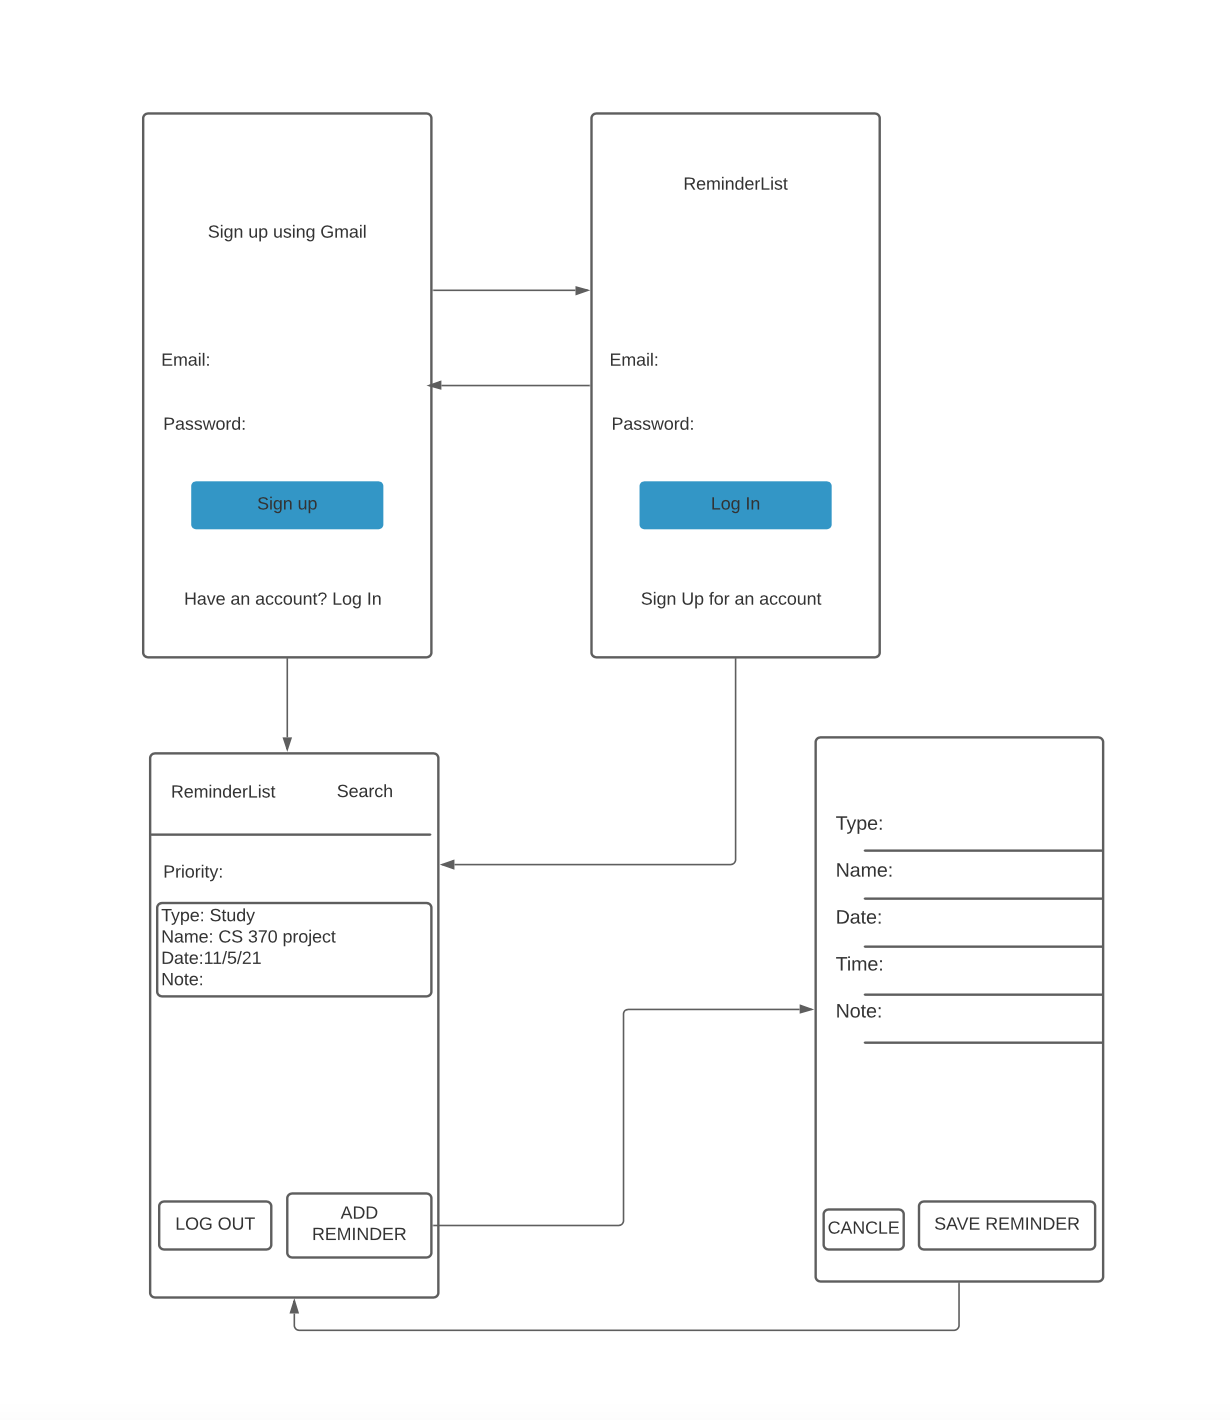 Sign up using Gmail
Email:
Password:
Sign up
Have an account? Log In
ReminderList
Email:
Password:
Log In
Sign Up for an account
ReminderList
Search
Priority:
Type: Study
Name: CS 370 project
Date:11/5/21
Note:
LOG OUT
ADD
REMINDER
Type:
Name:
Date:
Time:
Note:
CANCLE
SAVE REMINDER